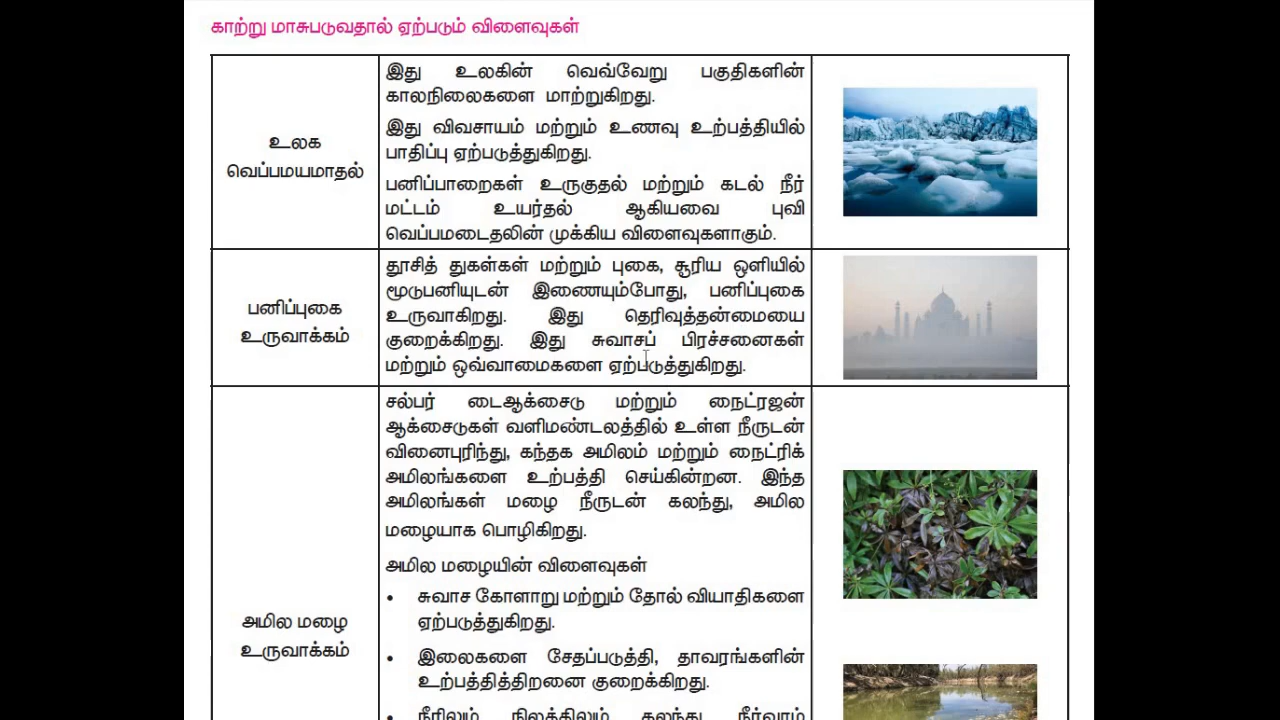 காற்று மாசுபடுவதால் ஏற்படும் விளைவுகள்
உலக
வெப்பமயமாதல்
இது உலகின் வெவ்வேறு பகுதிகளின்
காலநிலைகளை மாற்றுகிறது.
இது விவசாயம் மற்றும் உணவு உற்பத்தியில்
பாதிப்பு ஏற்படுத்துகிறது.
பனிப்பாறைகள் உருகுதல் மற்றும் கடல் நீர்
மட்டம் உயர்தல் ஆகியவை புவி
வெப்பமடைதலின் முக்கிய விளைவுகளாகும்.
பனிப்புகை
உருவாக்கம்
தூசித் துகள்கள் மற்றும் புகை, சூரிய ஒளியில்
மூடுபனியுடன் இணையும்போது, பனிப்புகை
உருவாகிறது. இது தெரிவுத்தன்மையை
குறைக்கிறது. இது சுவாசப் பிரச்சனைகள்
மற்றும் ஒவ்வாமைகளை ஏற்படுத்துகிறது.
அமில மழை
உருவாக்கம்
சல்பர் டைஆக்சைடு மற்றும் நைட்ரஜன்
ஆக்சைடுகள் வளிமண்டலத்தில் உள்ள நீருடன்
வினைபுரிந்து, கந்தக அமிலம் மற்றும் நைட்ரிக்
அமிலங்களை உற்பத்தி செய்கின்றன. இந்த
அமிலங்கள் மழை நீருடன் கலந்து, அமில
மழையாக பொழிகிறது.
அமில மழையின் விளைவுகள்
• சுவாச கோளாறு மற்றும் தோல் வியாதிகளை
ஏற்படுத்துகிறது.
• இலைகளை சேதப்படுத்தி, தாவரங்களின்
உற்பத்தித்திறனை குறைக்கிறது.
• நீரிலும் நிலத்திலும் கலந்து நீர்வாழ்